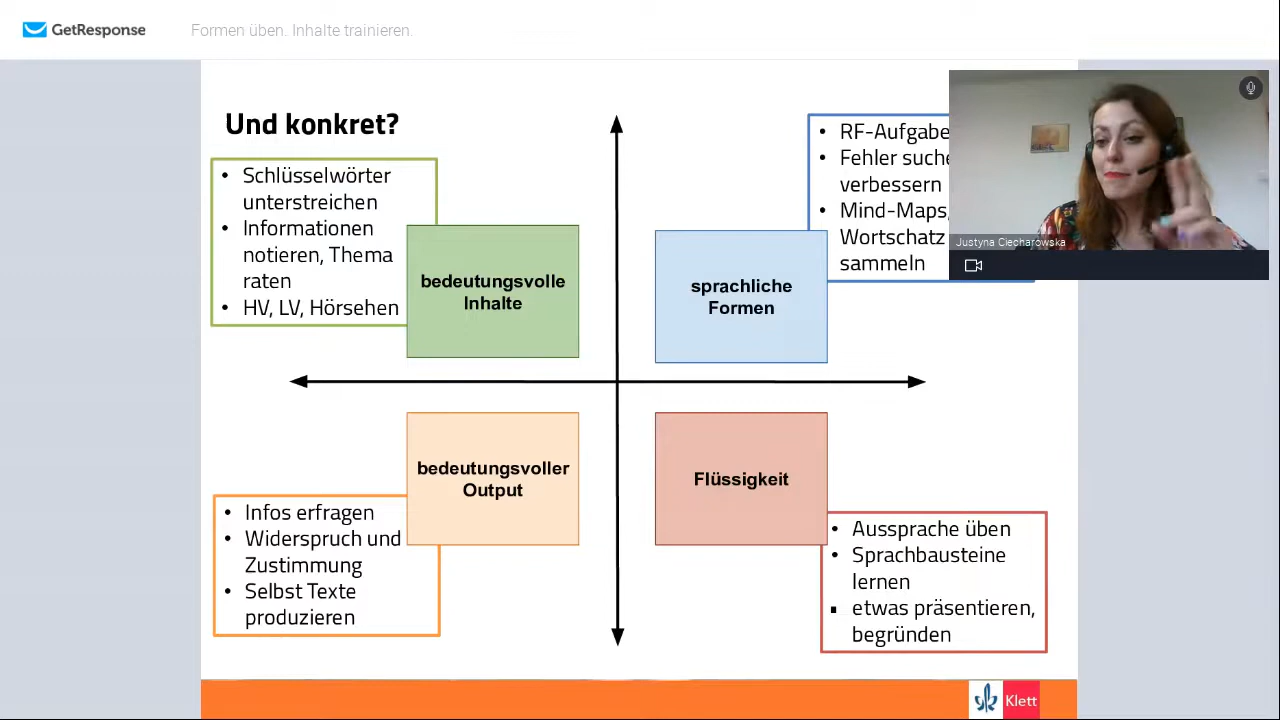 GetResponse
Formen üben. Inhalte trainieren.
Und konkret?
• Schlüsselwörter
unterstreichen
• Informationen
notieren, Thema
raten
• HV, LV, Hörsehen
bedeutungsvolle
Inhalte
• RF-Aufgabe
• Fehler suche
verbessern
• Mind-Maps,
Wortschatz
sammeln
sprachliche
Formen
Justyna Ciecharowska
bedeutungsvoller
Output
• Infos erfragen
• Widerspruch und
Zustimmung
• Selbst Texte
produzieren
Flüssigkeit
• Aussprache üben
• Sprachbausteine
lernen
▪ etwas präsentieren,
begründen
Klett